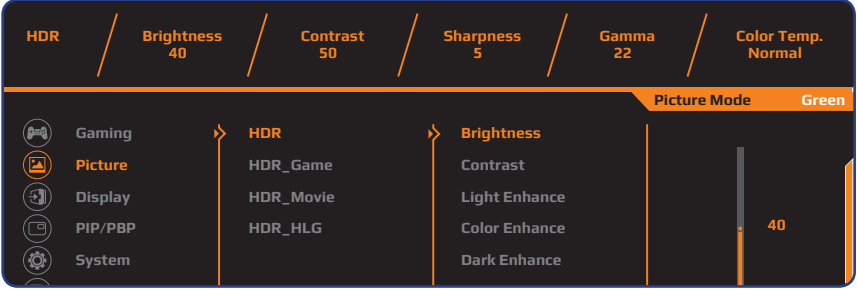 HDR Brightness Contrast Sharpness Gamma Color Temp.
40 50 5 22 Normal
Picture Mode Green
Gaming HDR Brightness
Picture HDR_Game Contrast
Display HDR_Movie Light Enhance
PIP/PBP HDR_HLG Color Enhance 40
System Dark Enhance